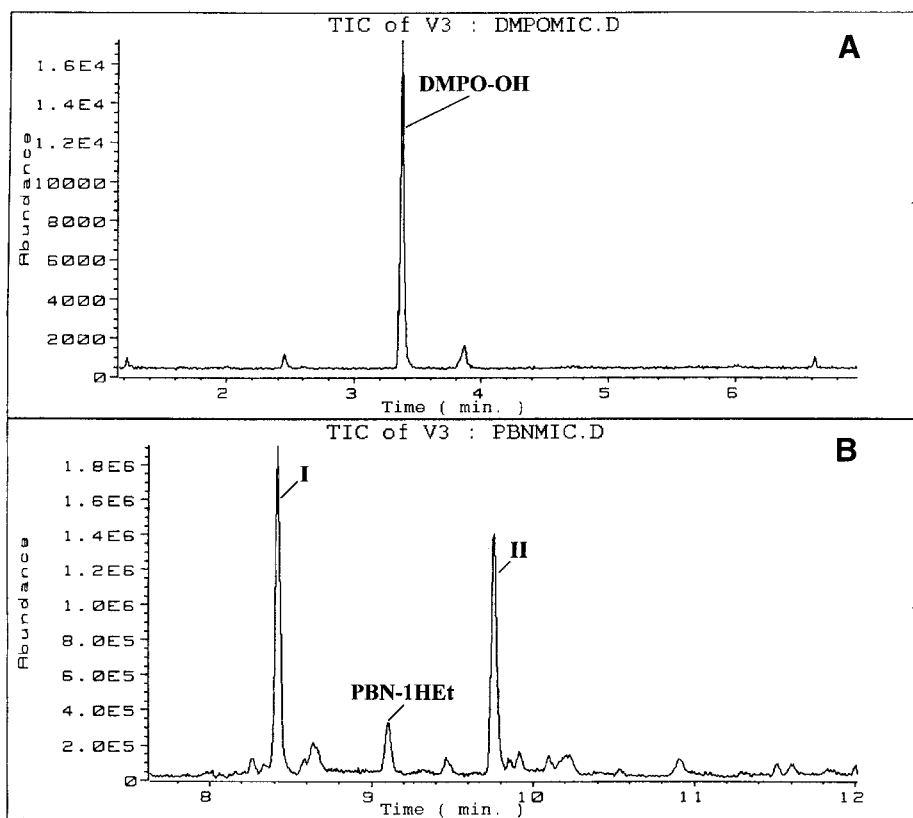 TIC of V3 : DMPOMIC.D
A
1.6E4
DMPO-OH
1.4E4
1.2E4
10000
8000
6000
4000
2000
0
Abundance
2 3 4 5 6
Time ( min. )
TIC of V3 : PBNMIC.D
B
1.8E6
I
1.6E6
1.4E6
II
1.2E6
1.0E6
8.0E5
6.0E5
PBN-1HEt
4.0E5
2.0E5
0
Abundance
8 9 10 11 12
Time ( min. )